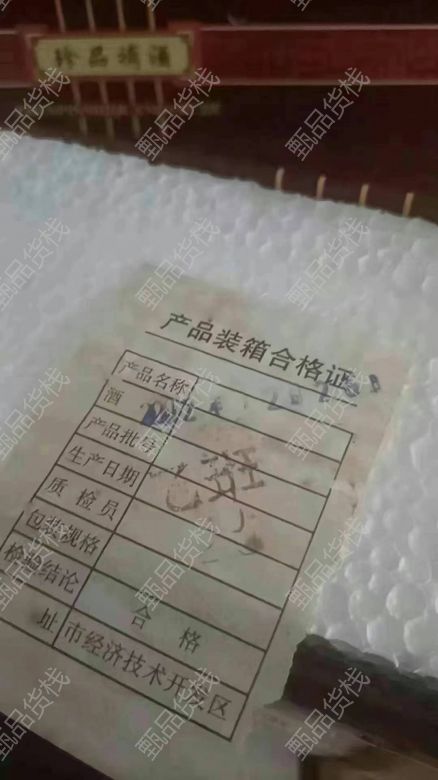 珍品 酒
产品装箱合格证
产品名称
酒
产品批号
生产日期
质检员
包装规格
检验结论 合格
址 市经济技术开发区
甄品货栈